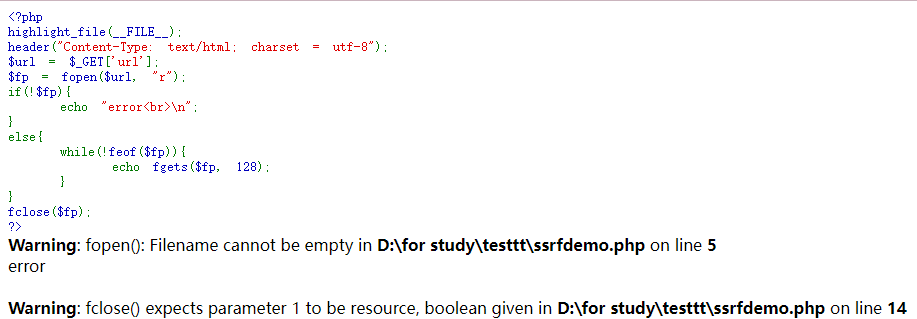 <?php
highlight_file(__FILE__);
header("Content-Type: text/html; charset = utf-8");
$url = $_GET['url'];
$fp = fopen($url, "r");
if(!$fp){
        echo "error<br>\n";
}
else{
        while(!feof($fp)){
                echo fgets($fp, 128);
        }
}
fclose($fp);
?>
Warning: fopen(): Filename cannot be empty in D:\for study\testtt\ssrfdemo.php on line 5
error
Warning: fclose() expects parameter 1 to be resource, boolean given in D:\for study\testtt\ssrfdemo.php on line 14